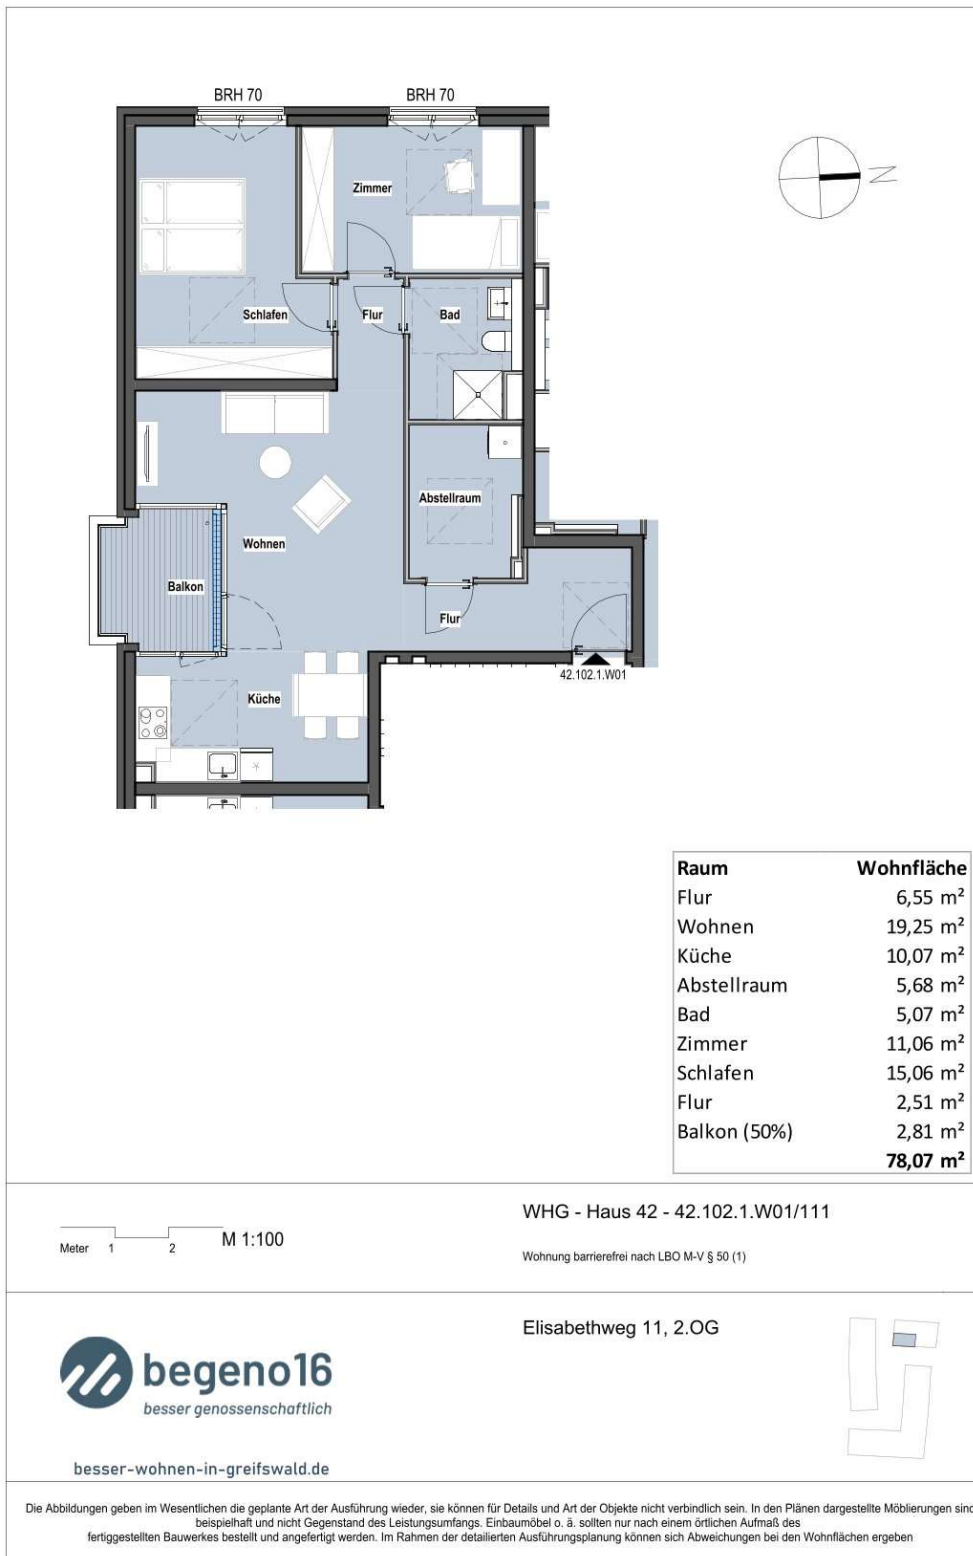 BRH 70 BRH 70
Zimmer
N
Schlafen Flur Bad
Abstellraum
Wohnen
Balkon
Flur
42.102.1.W01
Küche
Raum Wohnfläche
Flur 6,55 m²
Wohnen 19,25 m²
Küche 10,07 m²
Abstellraum 5,68 m²
Bad 5,07 m²
Zimmer 11,06 m²
Schlafen 15,06 m²
Flur 2,51 m²
Balkon (50%) 2,81 m²
78,07 m²
Meter 1 2 M 1:100
WHG - Haus 42 - 42.102.1.W01/111
Wohnung barrierefrei nach LBO M-V § 50 (1)
Elisabethweg 11, 2.OG
begeno16
besser genossenschaftlich
besser-wohnen-in-greifswald.de
Die Abbildungen geben im Wesentlichen die geplante Art der Ausführung wieder, sie können für Details und Art der Objekte nicht verbindlich sein. In den Plänen dargestellte Möblierungen sind
beispielhaft und nicht Gegenstand des Leistungsumfangs. Einbaumöbel o. ä. sollten nur nach einem örtlichen Aufmaß des
fertiggestellten Bauwerkes bestellt und angefertigt werden. Im Rahmen der detailierten Ausführungsplanung können sich Abweichungen bei den Wohnflächen ergeben